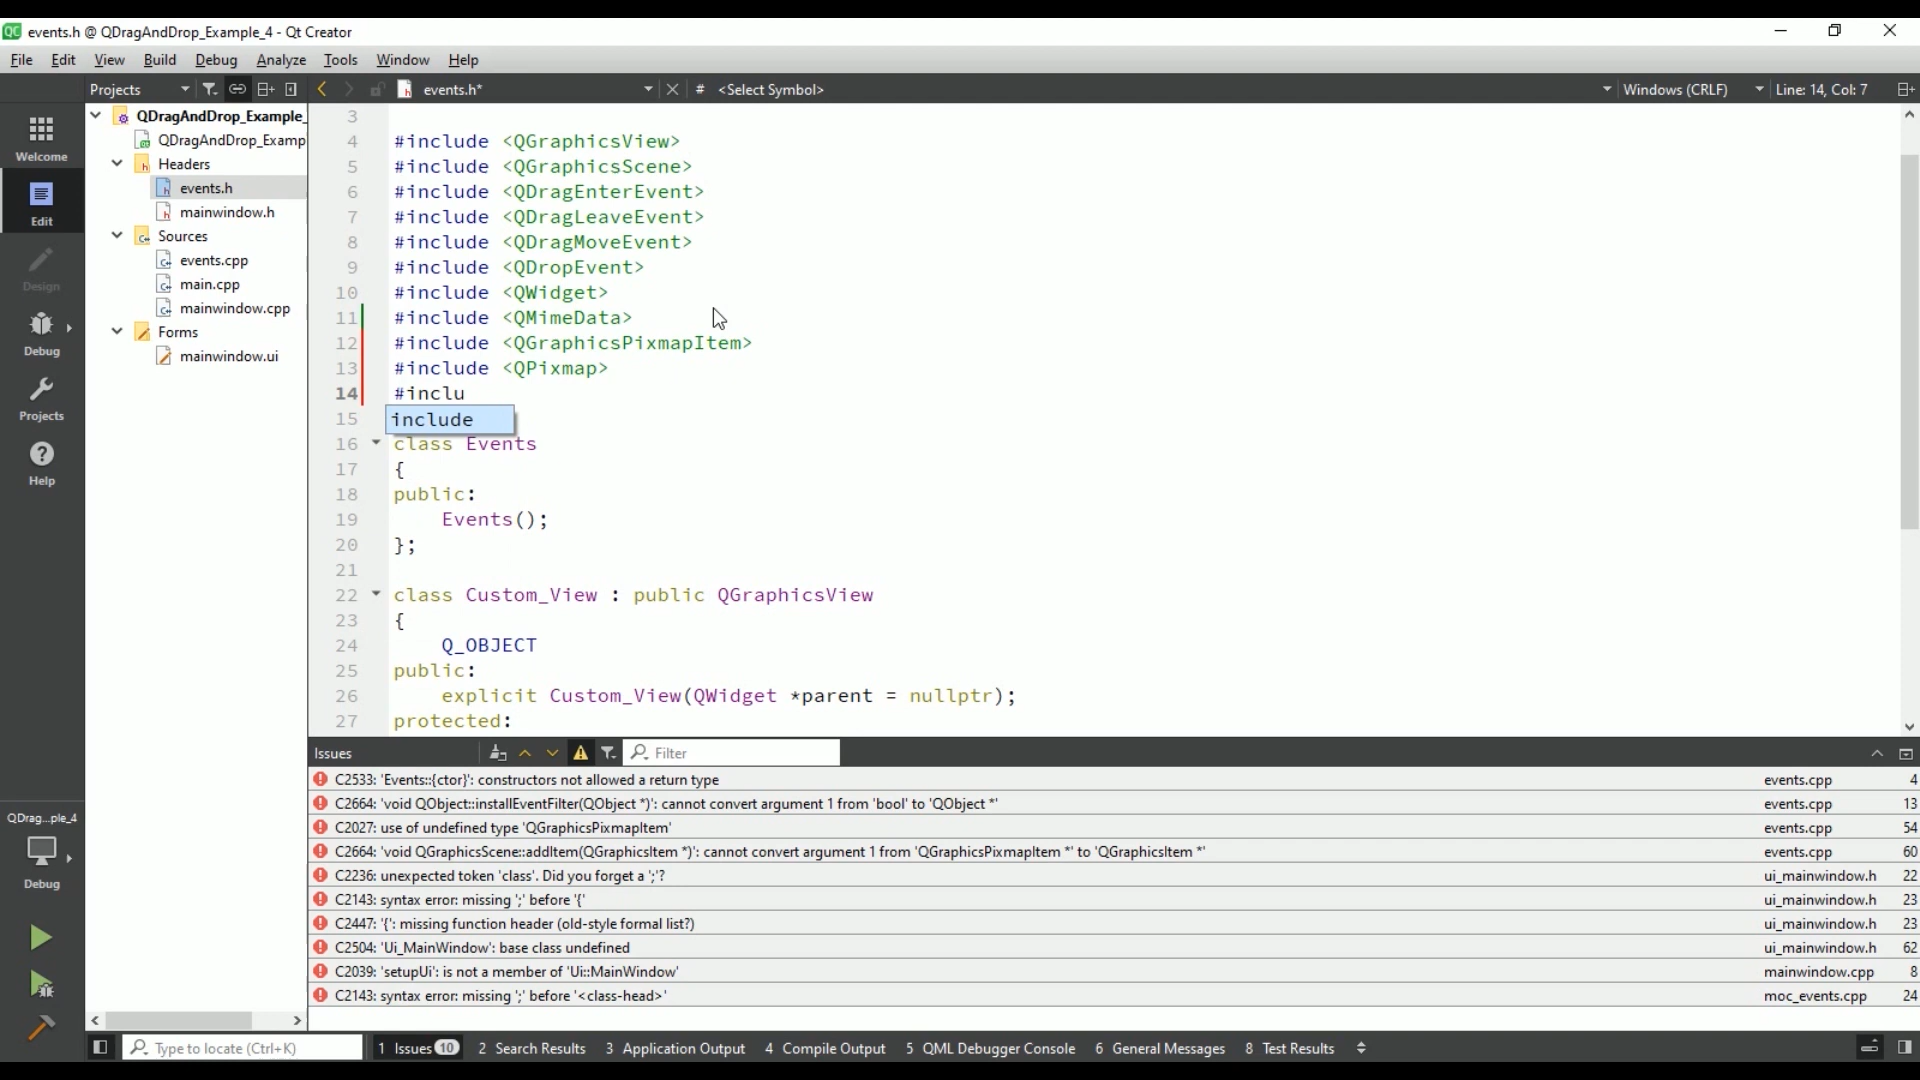 QC events.h @ QDragAndDrop_Example_4 - Qt Creator
File Edit View Build Debug Analyze Tools Window Help
Projects events.h* # <Select Symbol> Windows (CRLF) Line: 14, Col: 7
Welcome
Edit
Design
Debug
Projects
Help
QDrag...ple_4
Debug
QDragAndDrop_Example_
QDragAndDrop_Examp
Headers
events.h
mainwindow.h
Sources
events.cpp
main.cpp
mainwindow.cpp
Forms
mainwindow.ui
3
4 #include <QGraphicsView>
5 #include <QGraphicsScene>
6 #include <QDragEnterEvent>
7 #include <QDragLeaveEvent>
8 #include <QDragMoveEvent>
9 #include <QDropEvent>
10 #include <QWidget>
11 #include <QMimeData>
12 #include <QGraphicsPixmapItem>
13 #include <QPixmap>
14 #inclu
15 include
16 class Events
17 {
18 public:
19 Events();
20 };
21
22 class Custom_View : public QGraphicsView
23 {
24 Q_OBJECT
25 public:
26 explicit Custom_View(QWidget *parent = nullptr);
27 protected:
Issues Filter
C2533: 'Events::{ctor}': constructors not allowed a return type events.cpp 4
C2664: 'void QObject::installEventFilter(QObject *)': cannot convert argument 1 from 'bool' to 'QObject *' events.cpp 13
C2027: use of undefined type 'QGraphicsPixmapItem' events.cpp 54
C2664: 'void QGraphicsScene::addItem(QGraphicsItem *)': cannot convert argument 1 from 'QGraphicsPixmapItem *' to 'QGraphicsItem *' events.cpp 60
C2236: unexpected token 'class'. Did you forget a ';'? ui_mainwindow.h 22
C2143: syntax error: missing ';' before '{' ui_mainwindow.h 23
C2447: '{': missing function header (old-style formal list?) ui_mainwindow.h 23
C2504: 'Ui_MainWindow': base class undefined ui_mainwindow.h 62
C2039: 'setupUi': is not a member of 'Ui::MainWindow' mainwindow.cpp 8
C2143: syntax error: missing ';' before '<class-head>' moc_events.cpp 24
Type to locate (Ctrl+K) 1 Issues 10 2 Search Results 3 Application Output 4 Compile Output 5 QML Debugger Console 6 General Messages 8 Test Results